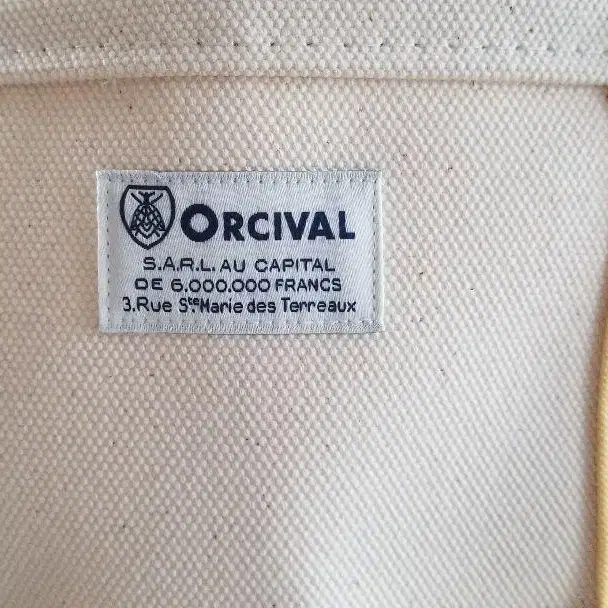 ORCIVAL
S.A.R.L. AU CAPITAL
DE 6.000.000 FRANCS
3.Rue Ste.Marie des Terreaux